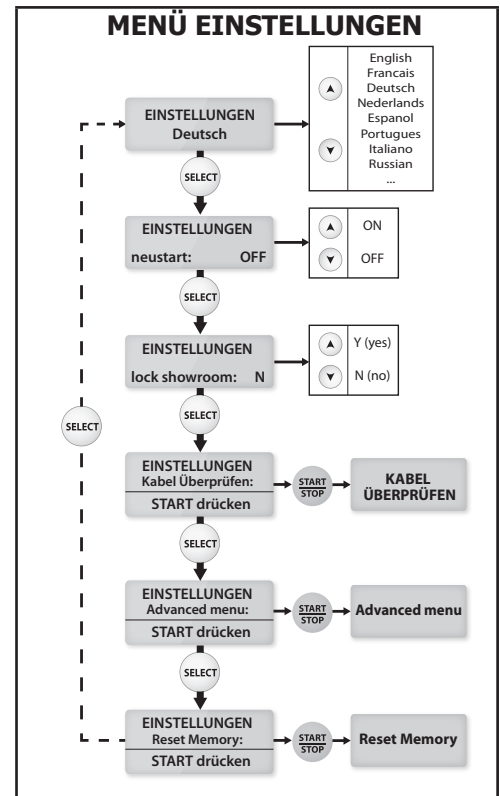 MENÜ EINSTELLUNGEN
English
Francais
Deutsch
Nederlands
Espanol
Portugues
Italiano
Russian
...
EINSTELLUNGEN
Deutsch
SELECT
EINSTELLUNGEN
neustart: OFF
ON
OFF
SELECT
EINSTELLUNGEN
lock showroom: N
Y (yes)
N (no)
SELECT
SELECT
EINSTELLUNGEN
Kabel Überprüfen:
START drücken
START
STOP
KABEL
ÜBERPRÜFEN
SELECT
EINSTELLUNGEN
Advanced menu:
START drücken
START
STOP
Advanced menu
SELECT
EINSTELLUNGEN
Reset Memory:
START drücken
START
STOP
Reset Memory